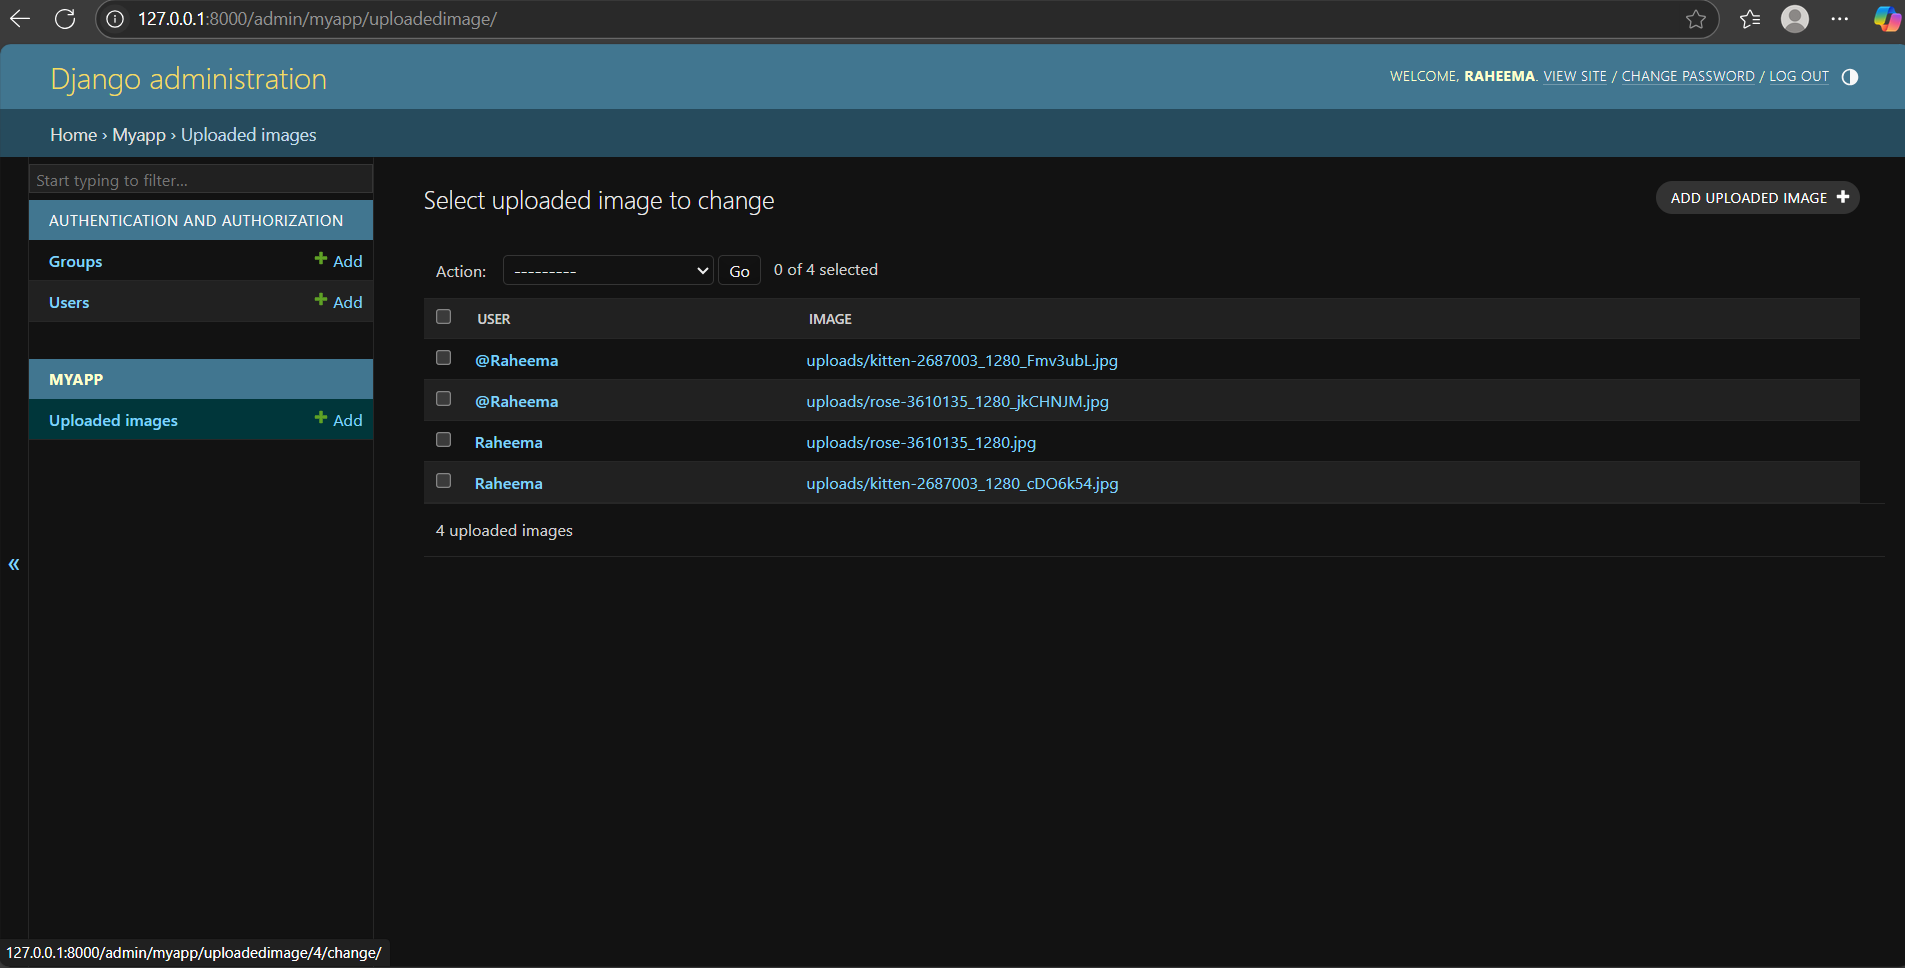 127.0.0.1:8000/admin/myapp/uploadedimage/
Django administration
WELCOME, RAHEEMA. VIEW SITE / CHANGE PASSWORD / LOG OUT
Home › Myapp › Uploaded images
Start typing to filter...
AUTHENTICATION AND AUTHORIZATION
Groups + Add
Users + Add
MYAPP
Uploaded images + Add
«
Select uploaded image to change
ADD UPLOADED IMAGE +
Action: --------- Go 0 of 4 selected
USER IMAGE
@Raheema uploads/kitten-2687003_1280_Fmv3ubL.jpg
@Raheema uploads/rose-3610135_1280_jkCHNJM.jpg
Raheema uploads/rose-3610135_1280.jpg
Raheema uploads/kitten-2687003_1280_cDO6k54.jpg
4 uploaded images
127.0.0.1:8000/admin/myapp/uploadedimage/4/change/